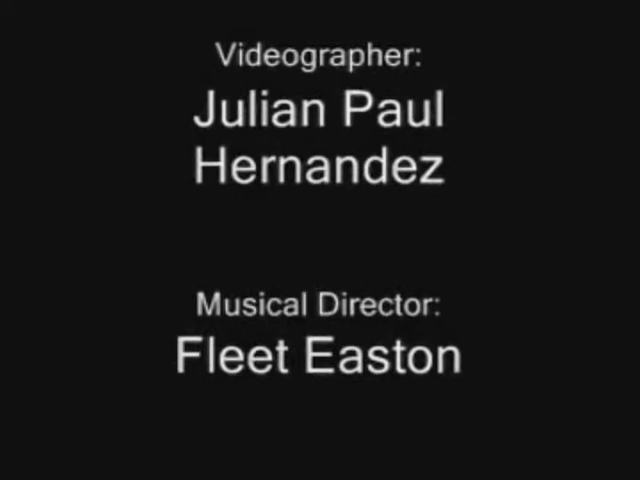 Videographer:
Julian Paul
Hernandez
Musical Director:
Fleet Easton